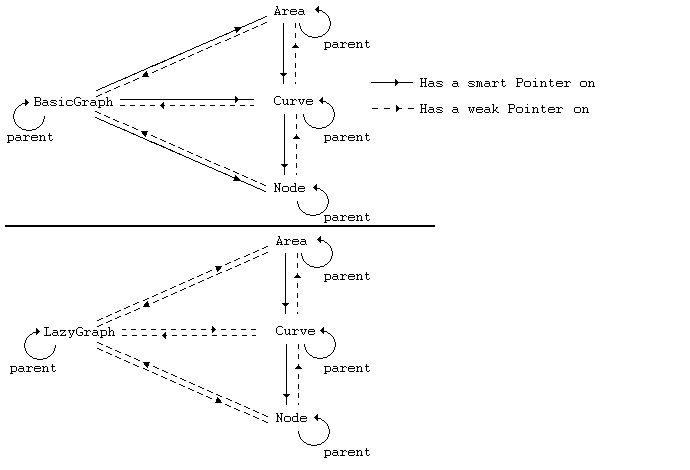 Area
parent
Has a smart Pointer on
BasicGraph
Curve
Has a weak Pointer on
parent
parent
Node
parent
Area
parent
LazyGraph
Curve
parent
parent
Node
parent